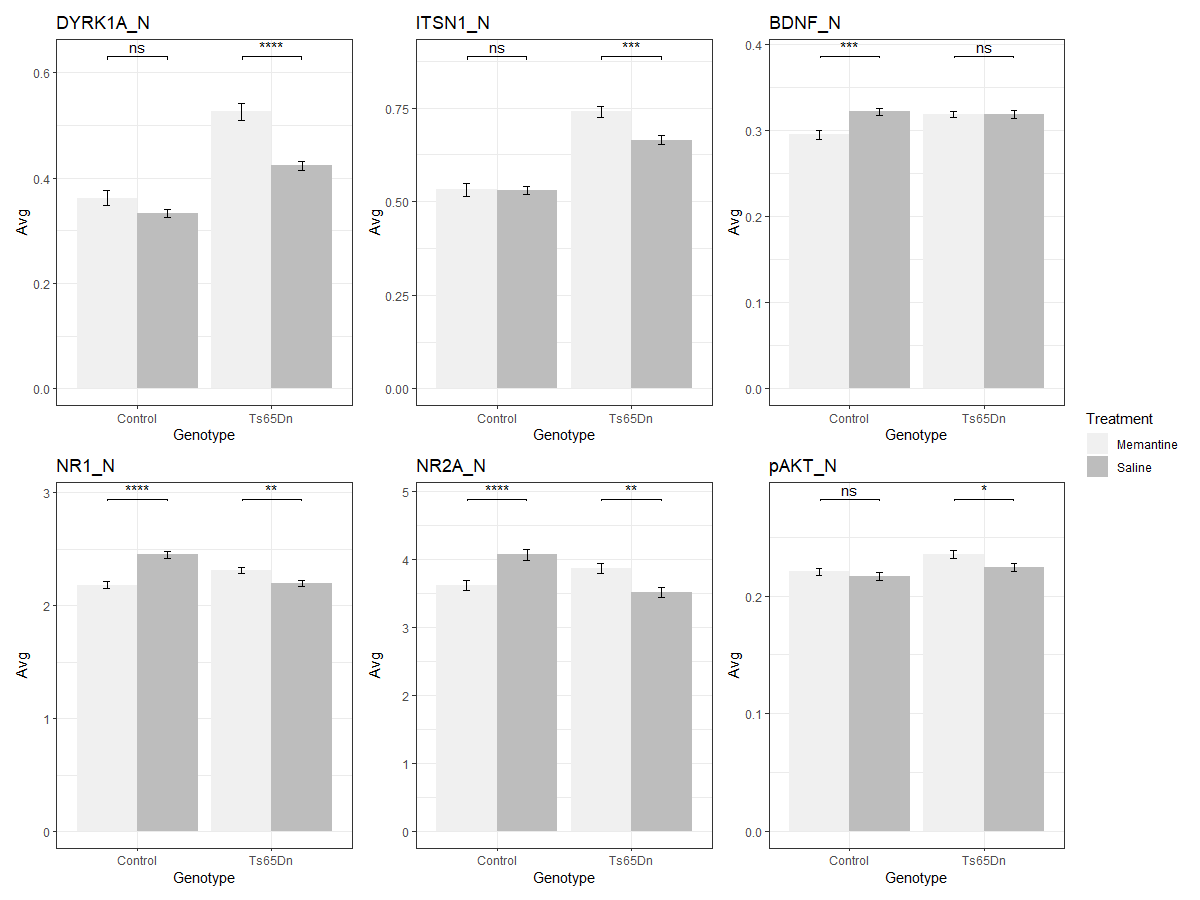 DYRK1A_N
ns
****
0.6
0.4
0.2
0.0
Avg
Control
Ts65Dn
Genotype
ITSN1_N
ns
***
0.75
0.50
0.25
0.00
Avg
Control
Ts65Dn
Genotype
BDNF_N
***
ns
0.4
0.3
0.2
0.1
0.0
Avg
Control
Ts65Dn
Genotype
Treatment
Memantine
Saline
NR1_N
****
**
3
2
1
0
Avg
Control
Ts65Dn
Genotype
NR2A_N
****
**
5
4
3
2
1
0
Avg
Control
Ts65Dn
Genotype
pAKT_N
ns
*
0.2
0.1
0.0
Avg
Control
Ts65Dn
Genotype